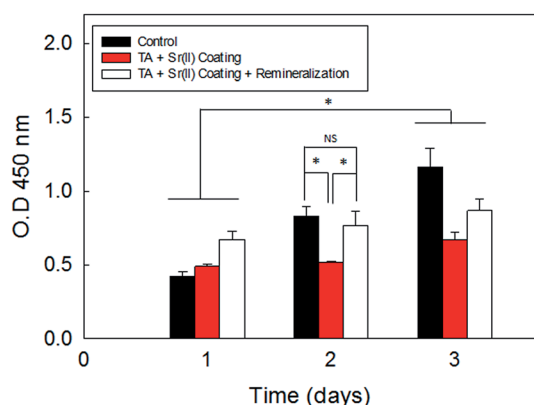 2.0
Control
TA + Sr(II) Coating
TA + Sr(II) Coating + Remineralization
*
1.5
NS
* *
1.0
0.5
0.0
O.D 450 nm
0 1 2 3
Time (days)